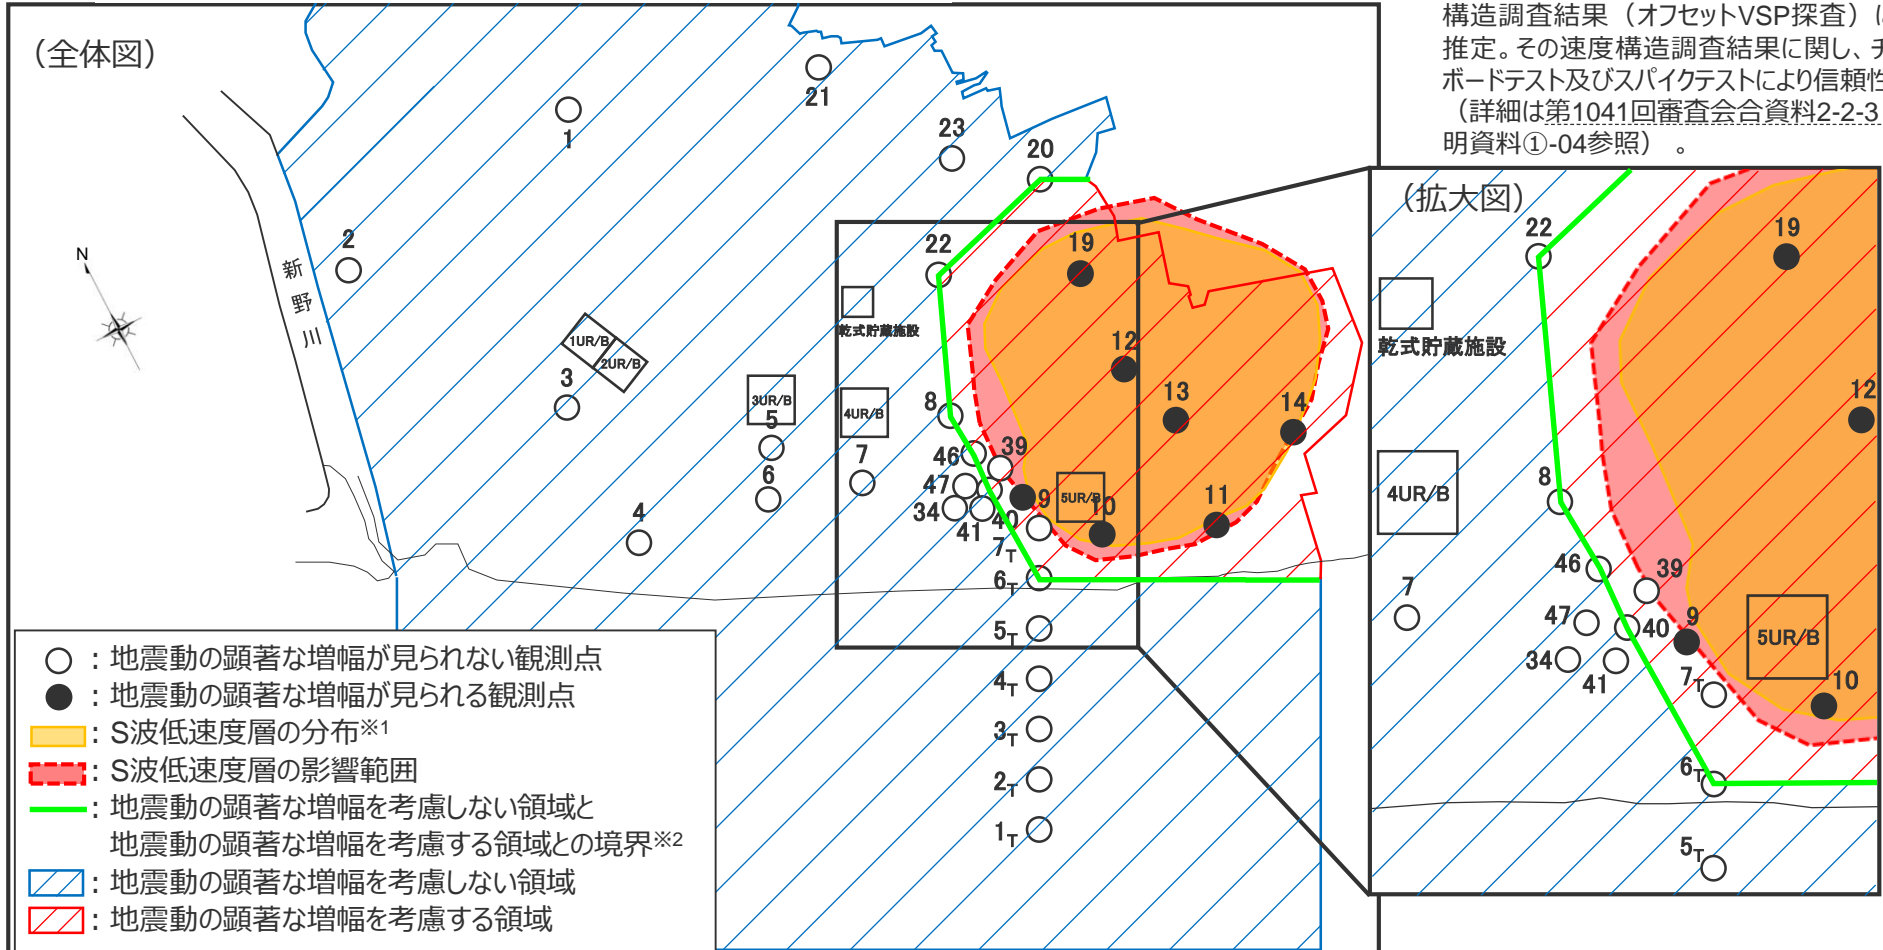 構造調査結果（オフセットVSP探査）
推定。その速度構造調査結果に関し、チ
ボードテスト及びスパイクテストにより信頼性
（詳細は第1041回審査会合資料2-2-3
明資料①-04参照）。
（全体図）
21
1
23
20
2
新野川
N
22
19
乾式貯蔵施設
1UR/B
2UR/B
12
3
3UR/B
4UR/B
8
13
14
5
46
39
7
6
47
9
5UR/B
10
11
34
41
40
4
7T
6T
5T
4T
3T
2T
1T
（拡大図）
22
19
乾式貯蔵施設
12
4UR/B
8
46
39
7
47
40
9
5UR/B
34
41
7T
10
6T
5T
○：地震動の顕著な増幅が見られない観測点
●：地震動の顕著な増幅が見られる観測点
：S波低速度層の分布※1
：S波低速度層の影響範囲
：地震動の顕著な増幅を考慮しない領域と
地震動の顕著な増幅を考慮する領域との境界※2
：地震動の顕著な増幅を考慮しない領域
：地震動の顕著な増幅を考慮する領域